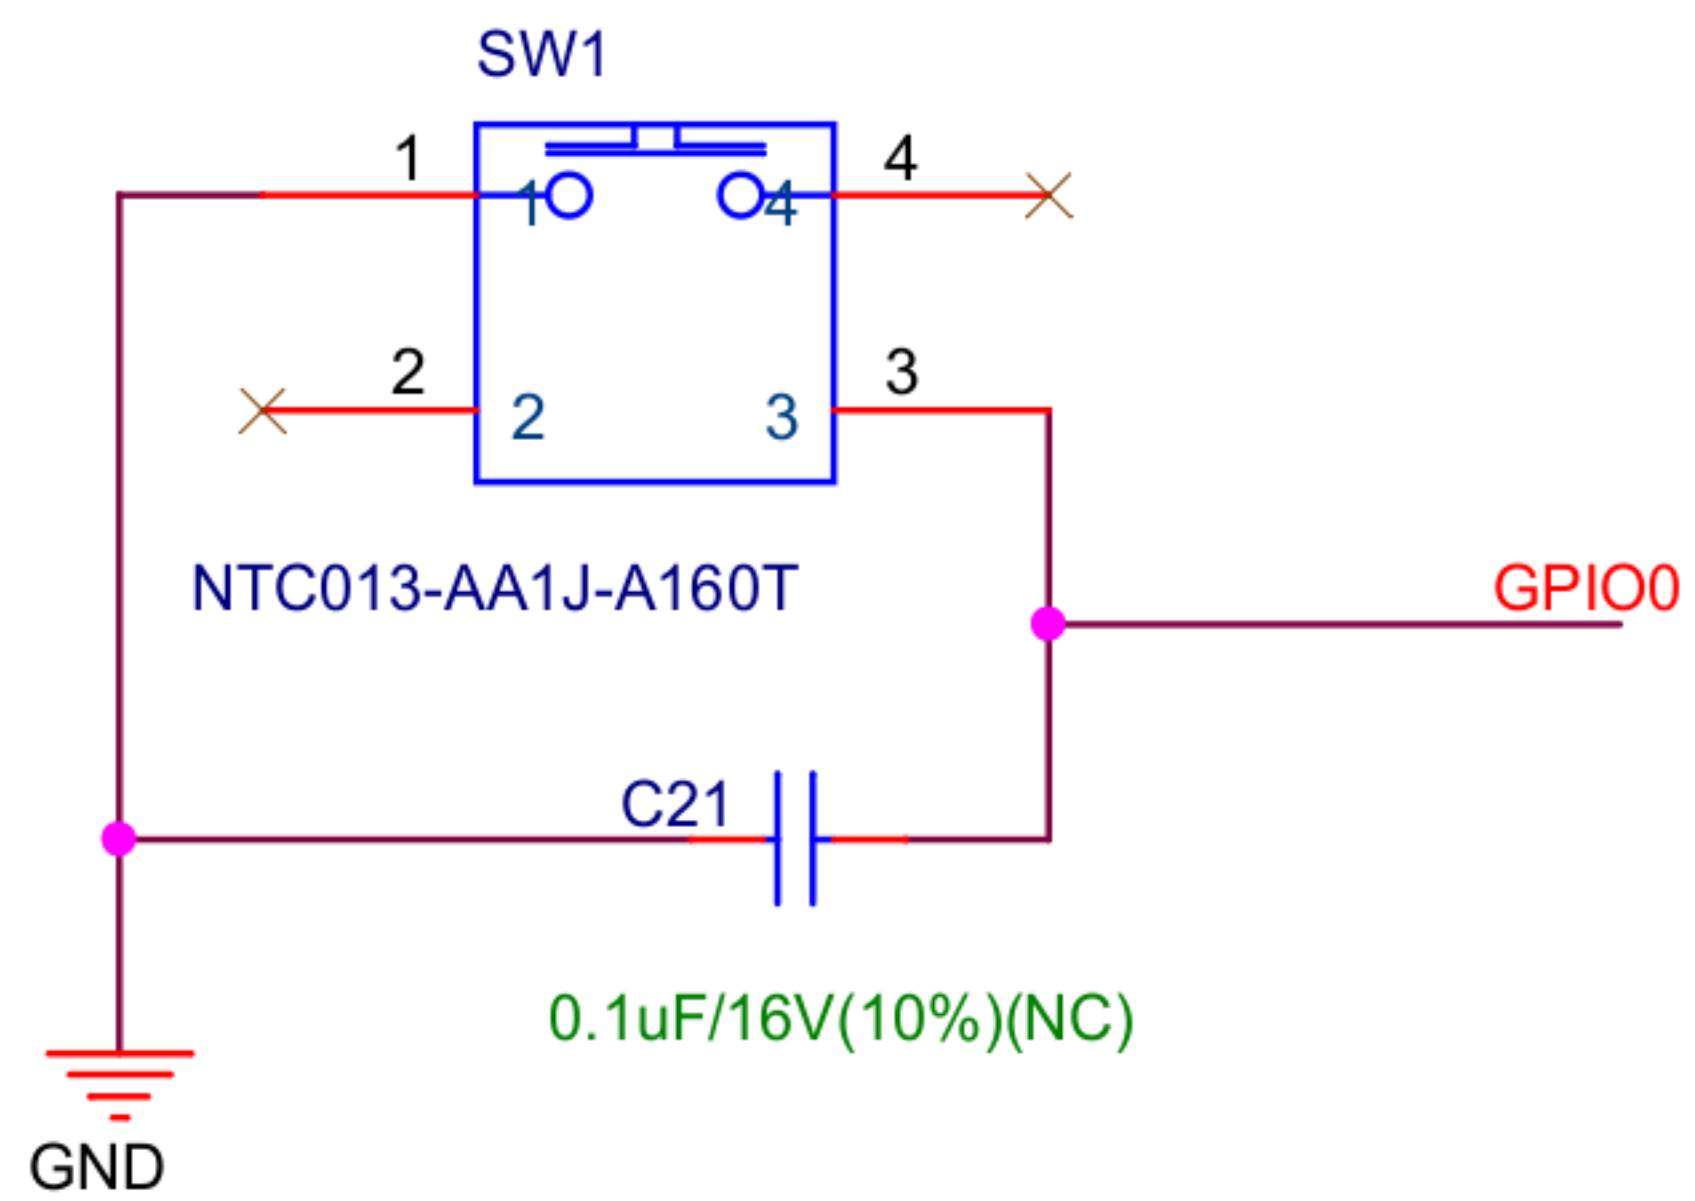 SW1
1
4
1
4
2
3
2
3
NTC013-AA1J-A160T
GPIO0
C21
0.1uF/16V(10%)(NC)
GND